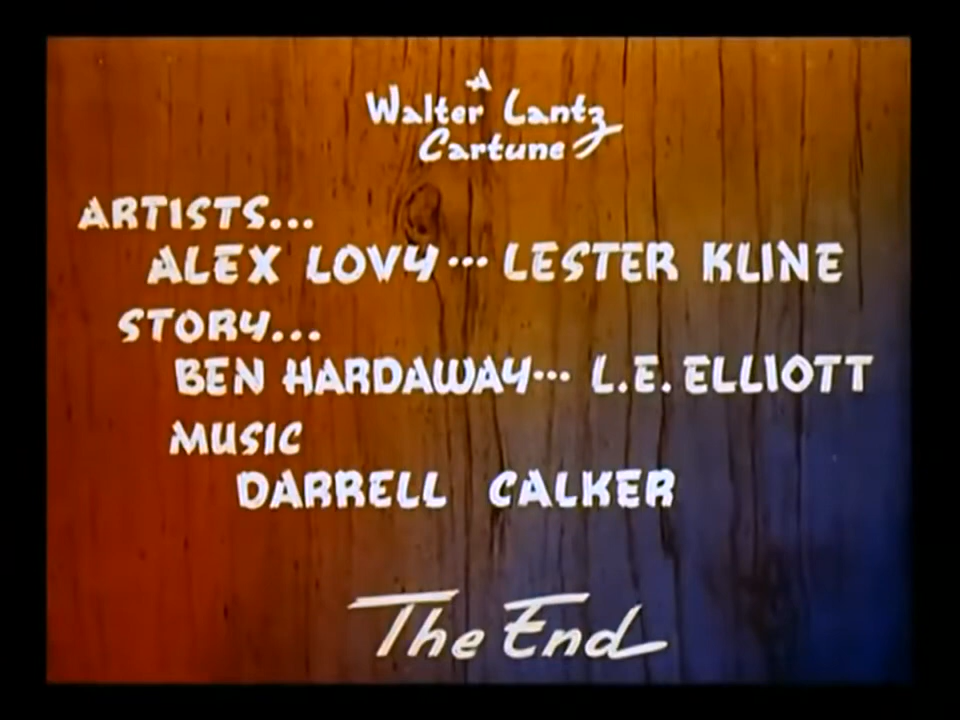 A
Walter Lantz
Cartune
ARTISTS...
ALEX LOVY... LESTER KLINE
STORY...
BEN HARDAWAY... L.E. ELLIOTT
MUSIC
DARRELL CALKER
The End